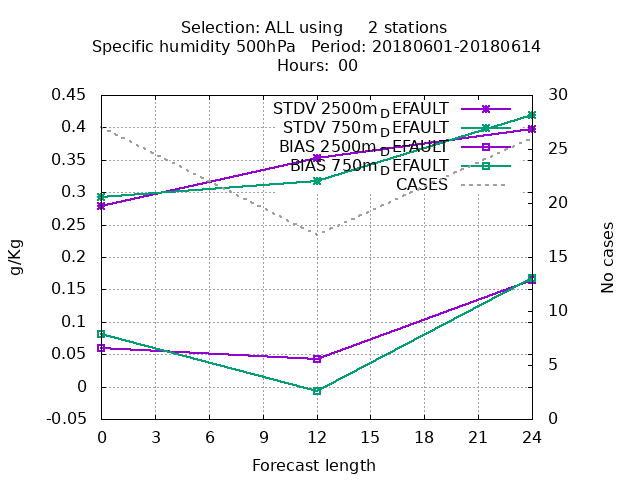 Selection: ALL using     2 stations
Specific humidity 500hPa   Period: 20180601-20180614
Hours: 00
0.45
0.4
0.35
0.3
0.25
0.2
0.15
0.1
0.05
0
-0.05
g/Kg
30
25
20
15
10
5
0
No cases
STDV 2500m_DEFAULT
STDV 750m_DEFAULT
BIAS 2500m_DEFAULT
BIAS 750m_DEFAULT
CASES
0 3 6 9 12 15 18 21 24
Forecast length